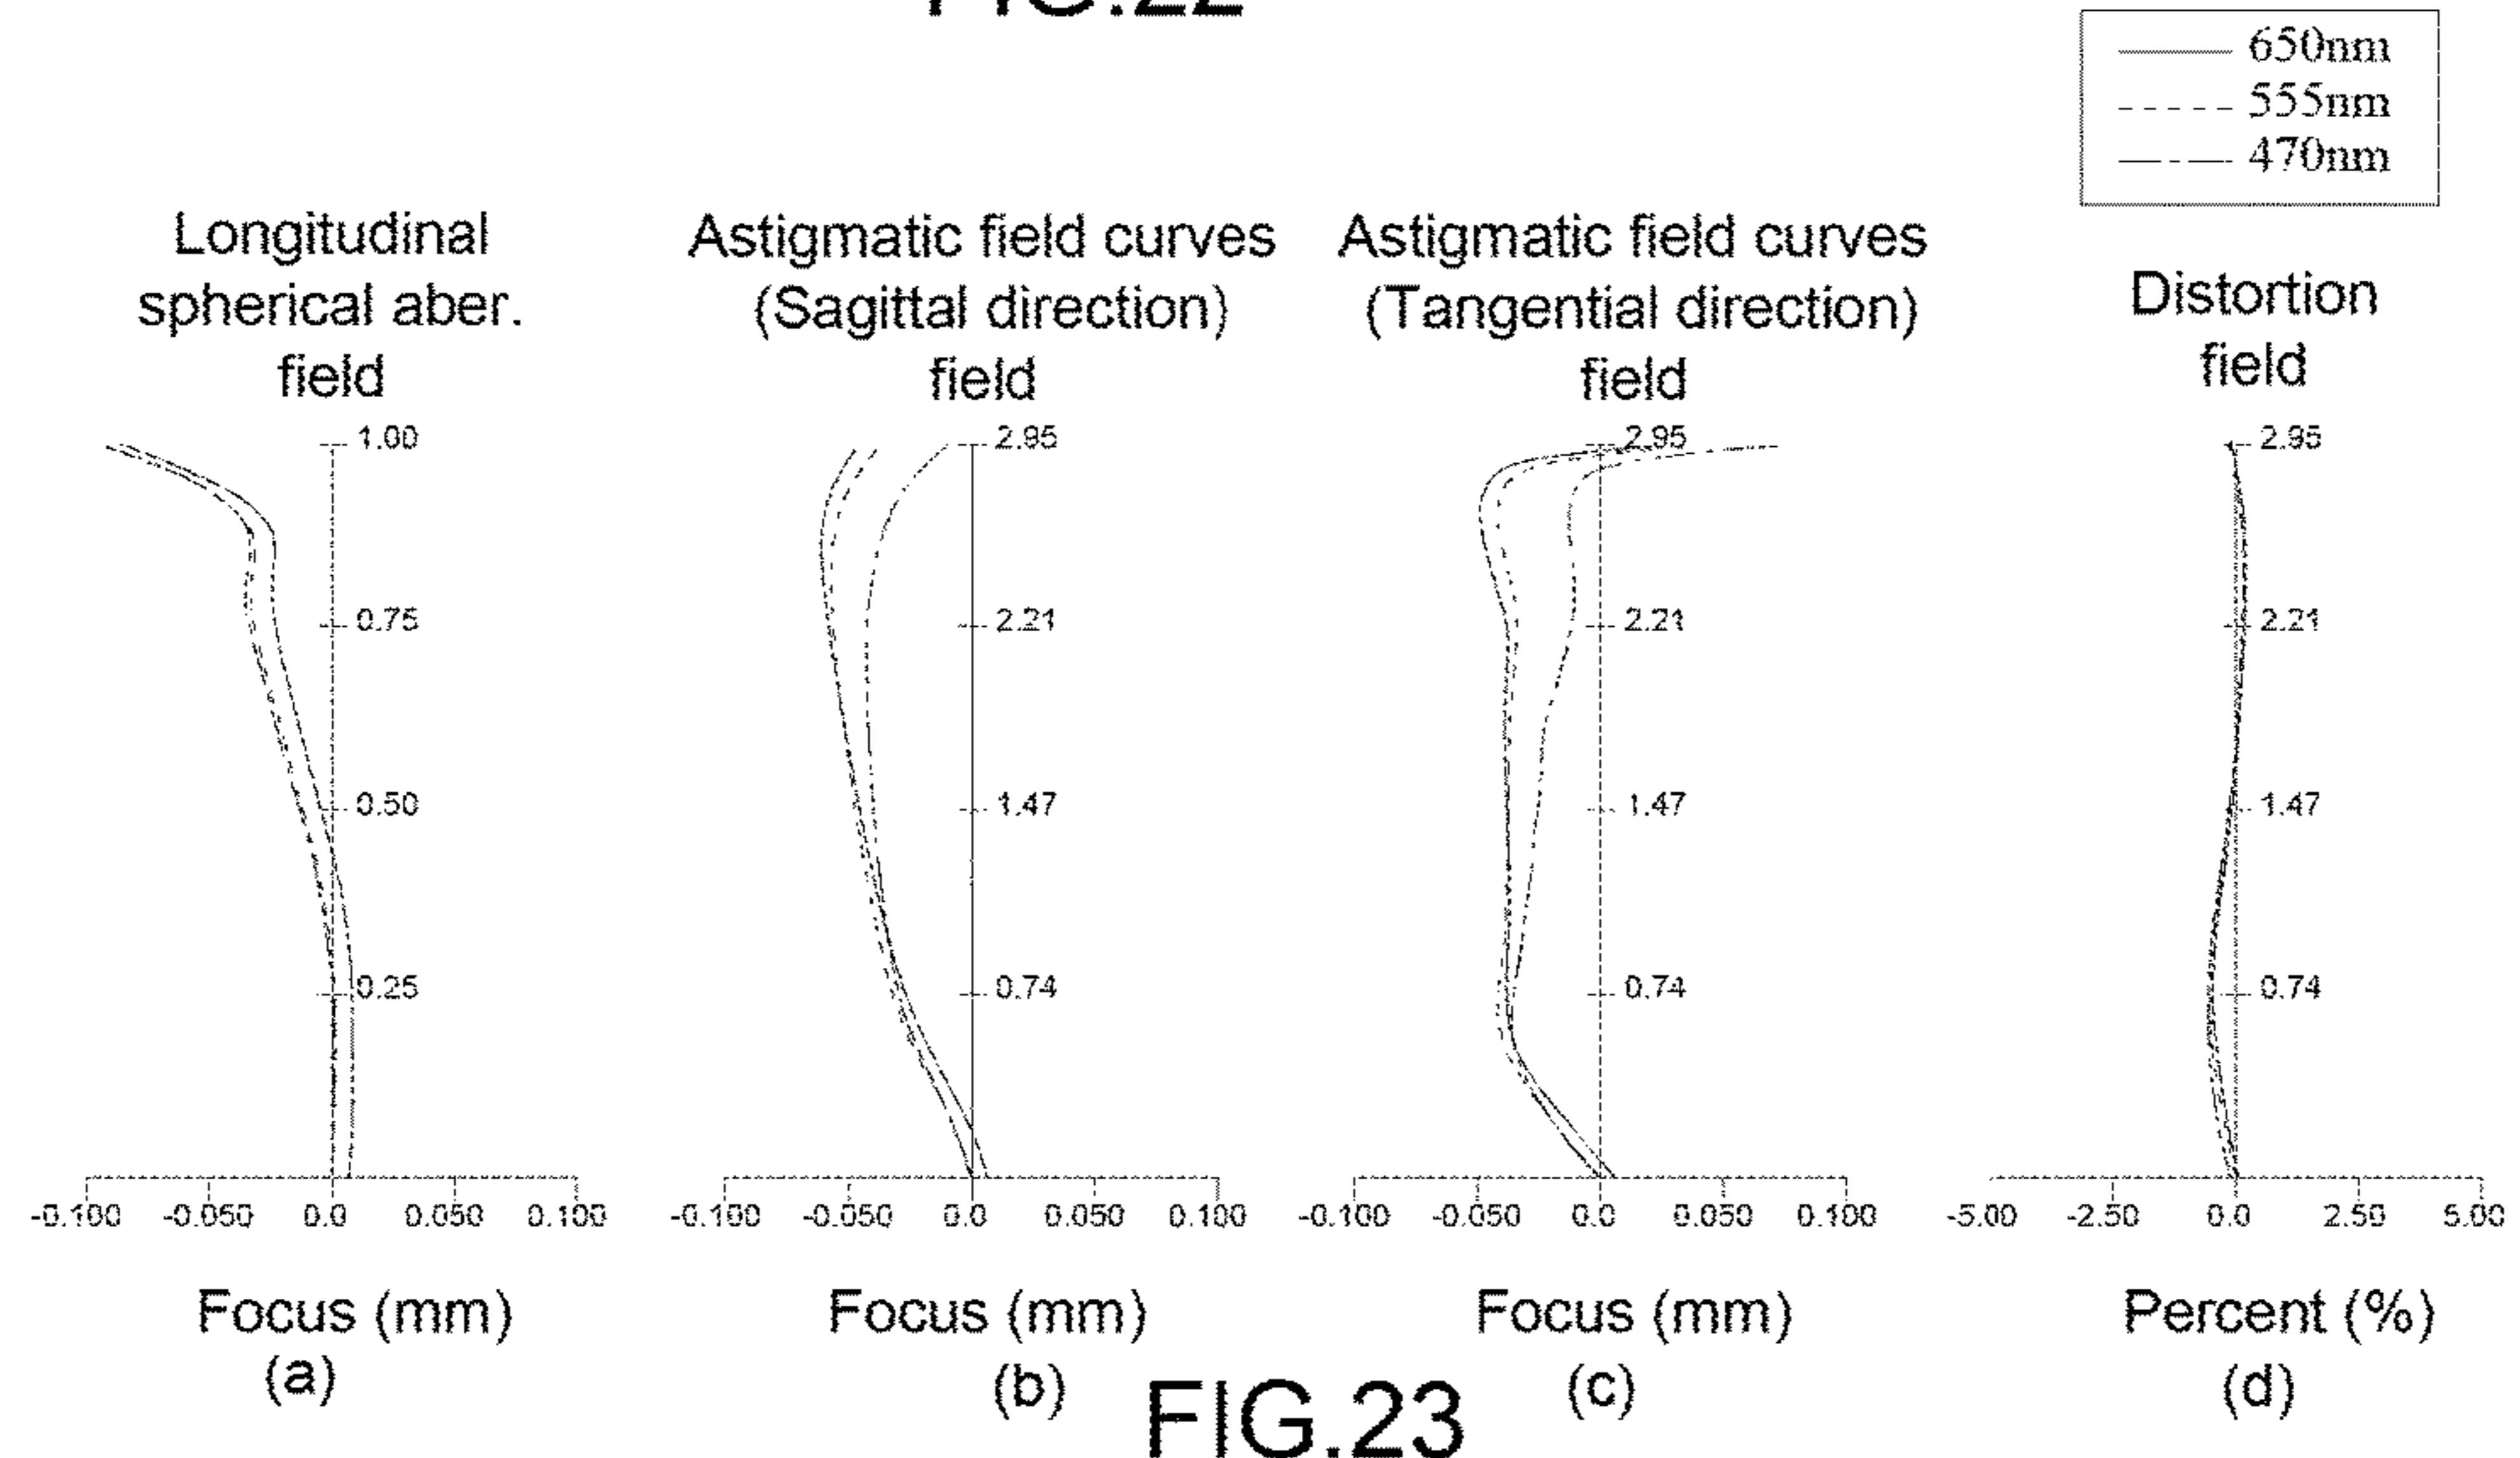 FIG.22
650nm
555nm
470nm
Longitudinal
spherical aber.
field
Astigmatic field curves
(Sagittal direction)
field
Astigmatic field curves
(Tangential direction)
field
Distortion
field
1.00
0.75
0.50
0.25
-0.100 -0.050 0.0 0.050 0.100
Focus (mm)
(a)
2.95
2.21
1.47
0.74
-0.100 -0.050 0.0 0.050 0.100
Focus (mm)
(b)
2.95
2.21
1.47
0.74
-0.100 -0.050 0.0 0.050 0.100
Focus (mm)
(c)
2.95
2.21
1.47
0.74
-5.00 -2.50 0.0 2.50 5.00
Percent (%)
(d)
FIG.23